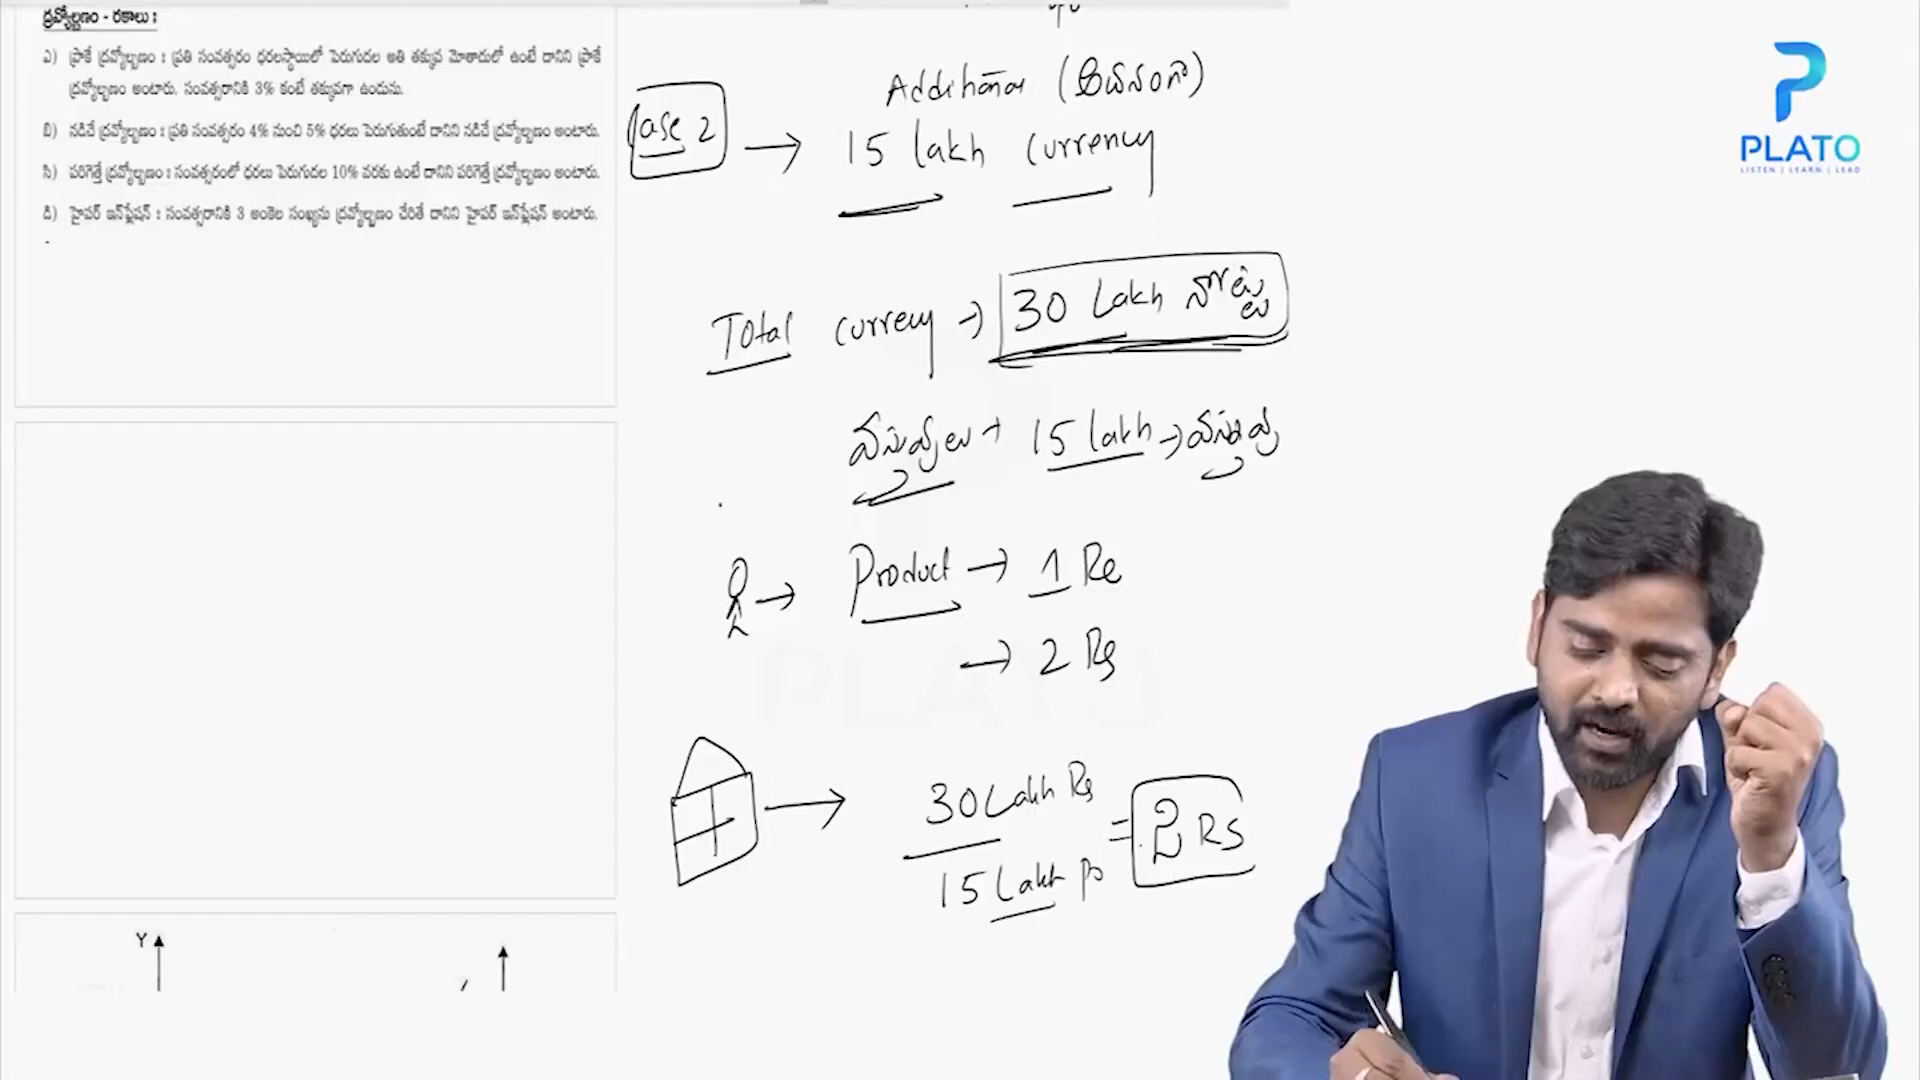 ద్రవ్యోల్బణం - రకాలు :
ఎ) ప్రాకే ద్రవ్యోల్బణం : ప్రతి సంవత్సరం ధరలస్థాయిలో పెరుగుదల అతి తక్కువ మోతాదులో ఉంటే దానిని ప్రాకే
ద్రవ్యోల్బణం అంటారు. సంవత్సరానికి 3% కంటే తక్కువగా ఉండును.
బి) నడిచే ద్రవ్యోల్బణం : ప్రతి సంవత్సరం 4% నుంచి 5% ధరలు పెరుగుతుంటే దానిని నడిచే ద్రవ్యోల్బణం అంటారు.
సి) పరిగెత్తే ద్రవ్యోల్బణం : సంవత్సరంలో ధరలు పెరుగుదల 10% వరకు ఉంటే దానిని పరిగెత్తే ద్రవ్యోల్బణం అంటారు.
డి) హైపర్ ఇన్‌ఫ్లేషన్ : సంవత్సరానికి 3 అంకెల సంఖ్యను ద్రవ్యోల్బణం చేరితే దానిని హైపర్ ఇన్‌ఫ్లేషన్ అంటారు.
Y
(అదనంగా)
Case 2 → 15 lakh currency
Total currency → 30 Lakh నోట్లు
వస్తువులు → 15 lakh → వస్తువు
→ Product → 1 Re
→ 2 Rs
→ 30 Lakh Rs
15 Lakh = 2 RS
PLATO
LISTEN | LEARN | LEAD
PLATO